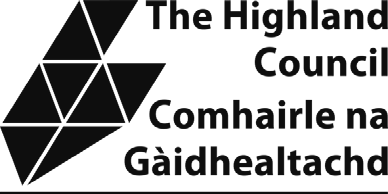 The Highland
Council
Comhairle na
Gàidhealtachd